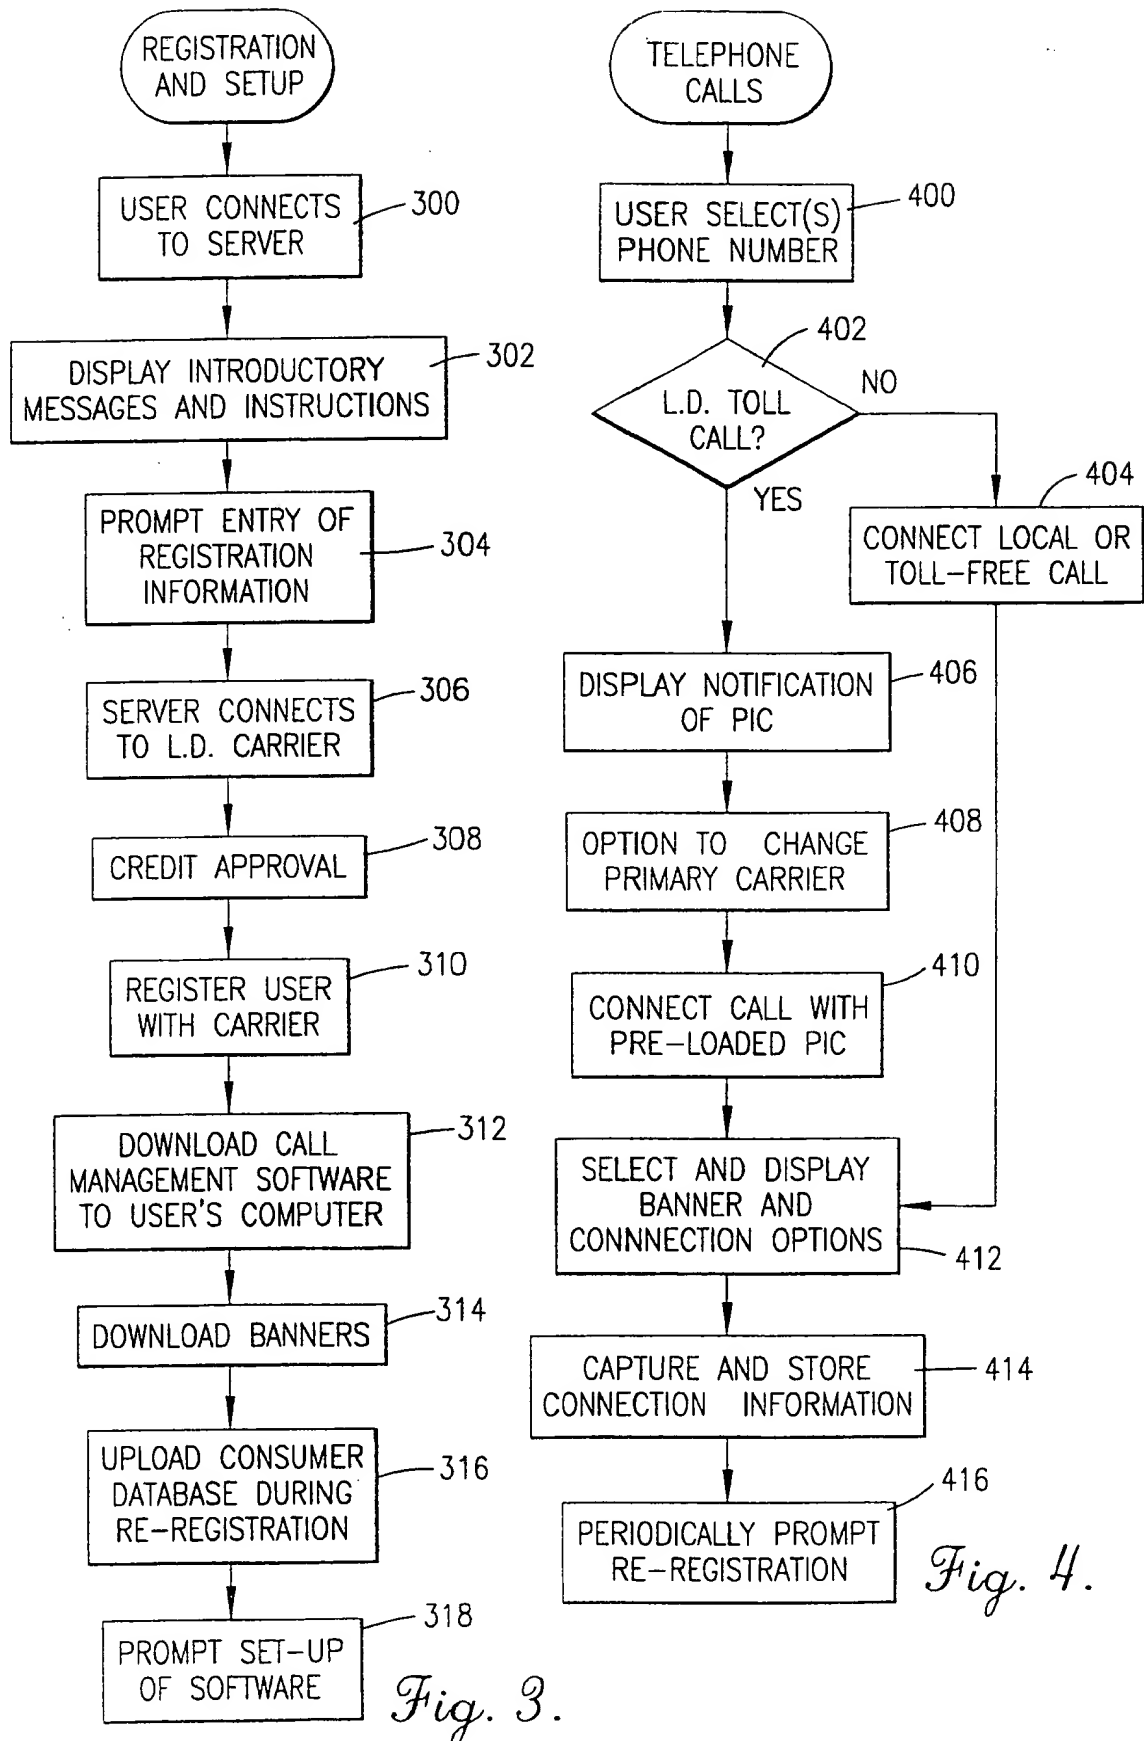 REGISTRATION
AND SETUP
USER CONNECTS
TO SERVER
300
DISPLAY INTRODUCTORY
MESSAGES AND INSTRUCTIONS
302
PROMPT ENTRY OF
REGISTRATION
INFORMATION
304
SERVER CONNECTS
TO L.D. CARRIER
306
CREDIT APPROVAL
308
REGISTER USER
WITH CARRIER
310
DOWNLOAD CALL
MANAGEMENT SOFTWARE
TO USER'S COMPUTER
312
DOWNLOAD BANNERS
314
UPLOAD CONSUMER
DATABASE DURING
RE-REGISTRATION
316
PROMPT SET-UP
OF SOFTWARE
318
Fig. 3.
TELEPHONE
CALLS
USER SELECT(S)
PHONE NUMBER
400
L.D. TOLL
CALL?
402
NO
YES
CONNECT LOCAL OR
TOLL-FREE CALL
404
DISPLAY NOTIFICATION
OF PIC
406
OPTION TO CHANGE
PRIMARY CARRIER
408
CONNECT CALL WITH
PRE-LOADED PIC
410
SELECT AND DISPLAY
BANNER AND
CONNNECTION OPTIONS
412
CAPTURE AND STORE
CONNECTION INFORMATION
414
PERIODICALLY PROMPT
RE-REGISTRATION
416
Fig. 4.